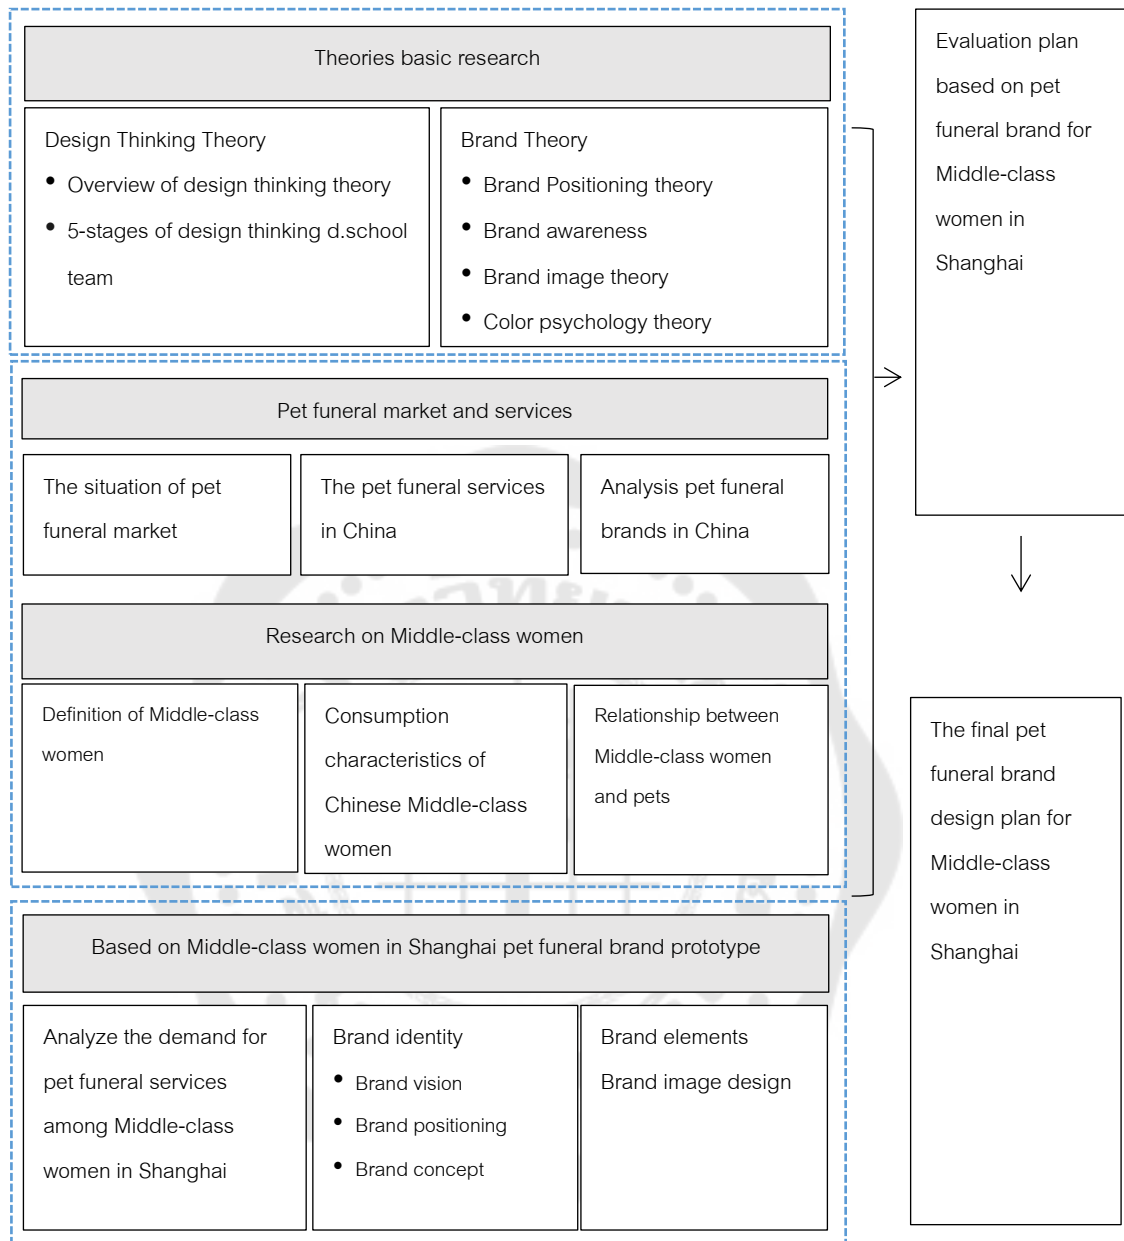 Theories basic research
Design Thinking Theory
• Overview of design thinking theory
• 5-stages of design thinking d.school
team
Brand Theory
• Brand Positioning theory
• Brand awareness
• Brand image theory
• Color psychology theory
Pet funeral market and services
The situation of pet
funeral market
The pet funeral services
in China
Analysis pet funeral
brands in China
Research on Middle-class women
Definition of Middle-class
women
Consumption
characteristics of
Chinese Middle-class
women
Relationship between
Middle-class women
and pets
Based on Middle-class women in Shanghai pet funeral brand prototype
Analyze the demand for
pet funeral services
among Middle-class
women in Shanghai
Brand identity
• Brand vision
• Brand positioning
• Brand concept
Brand elements
Brand image design
Evaluation plan
based on pet
funeral brand for
Middle-class
women in
Shanghai
The final pet
funeral brand
design plan for
Middle-class
women in
Shanghai